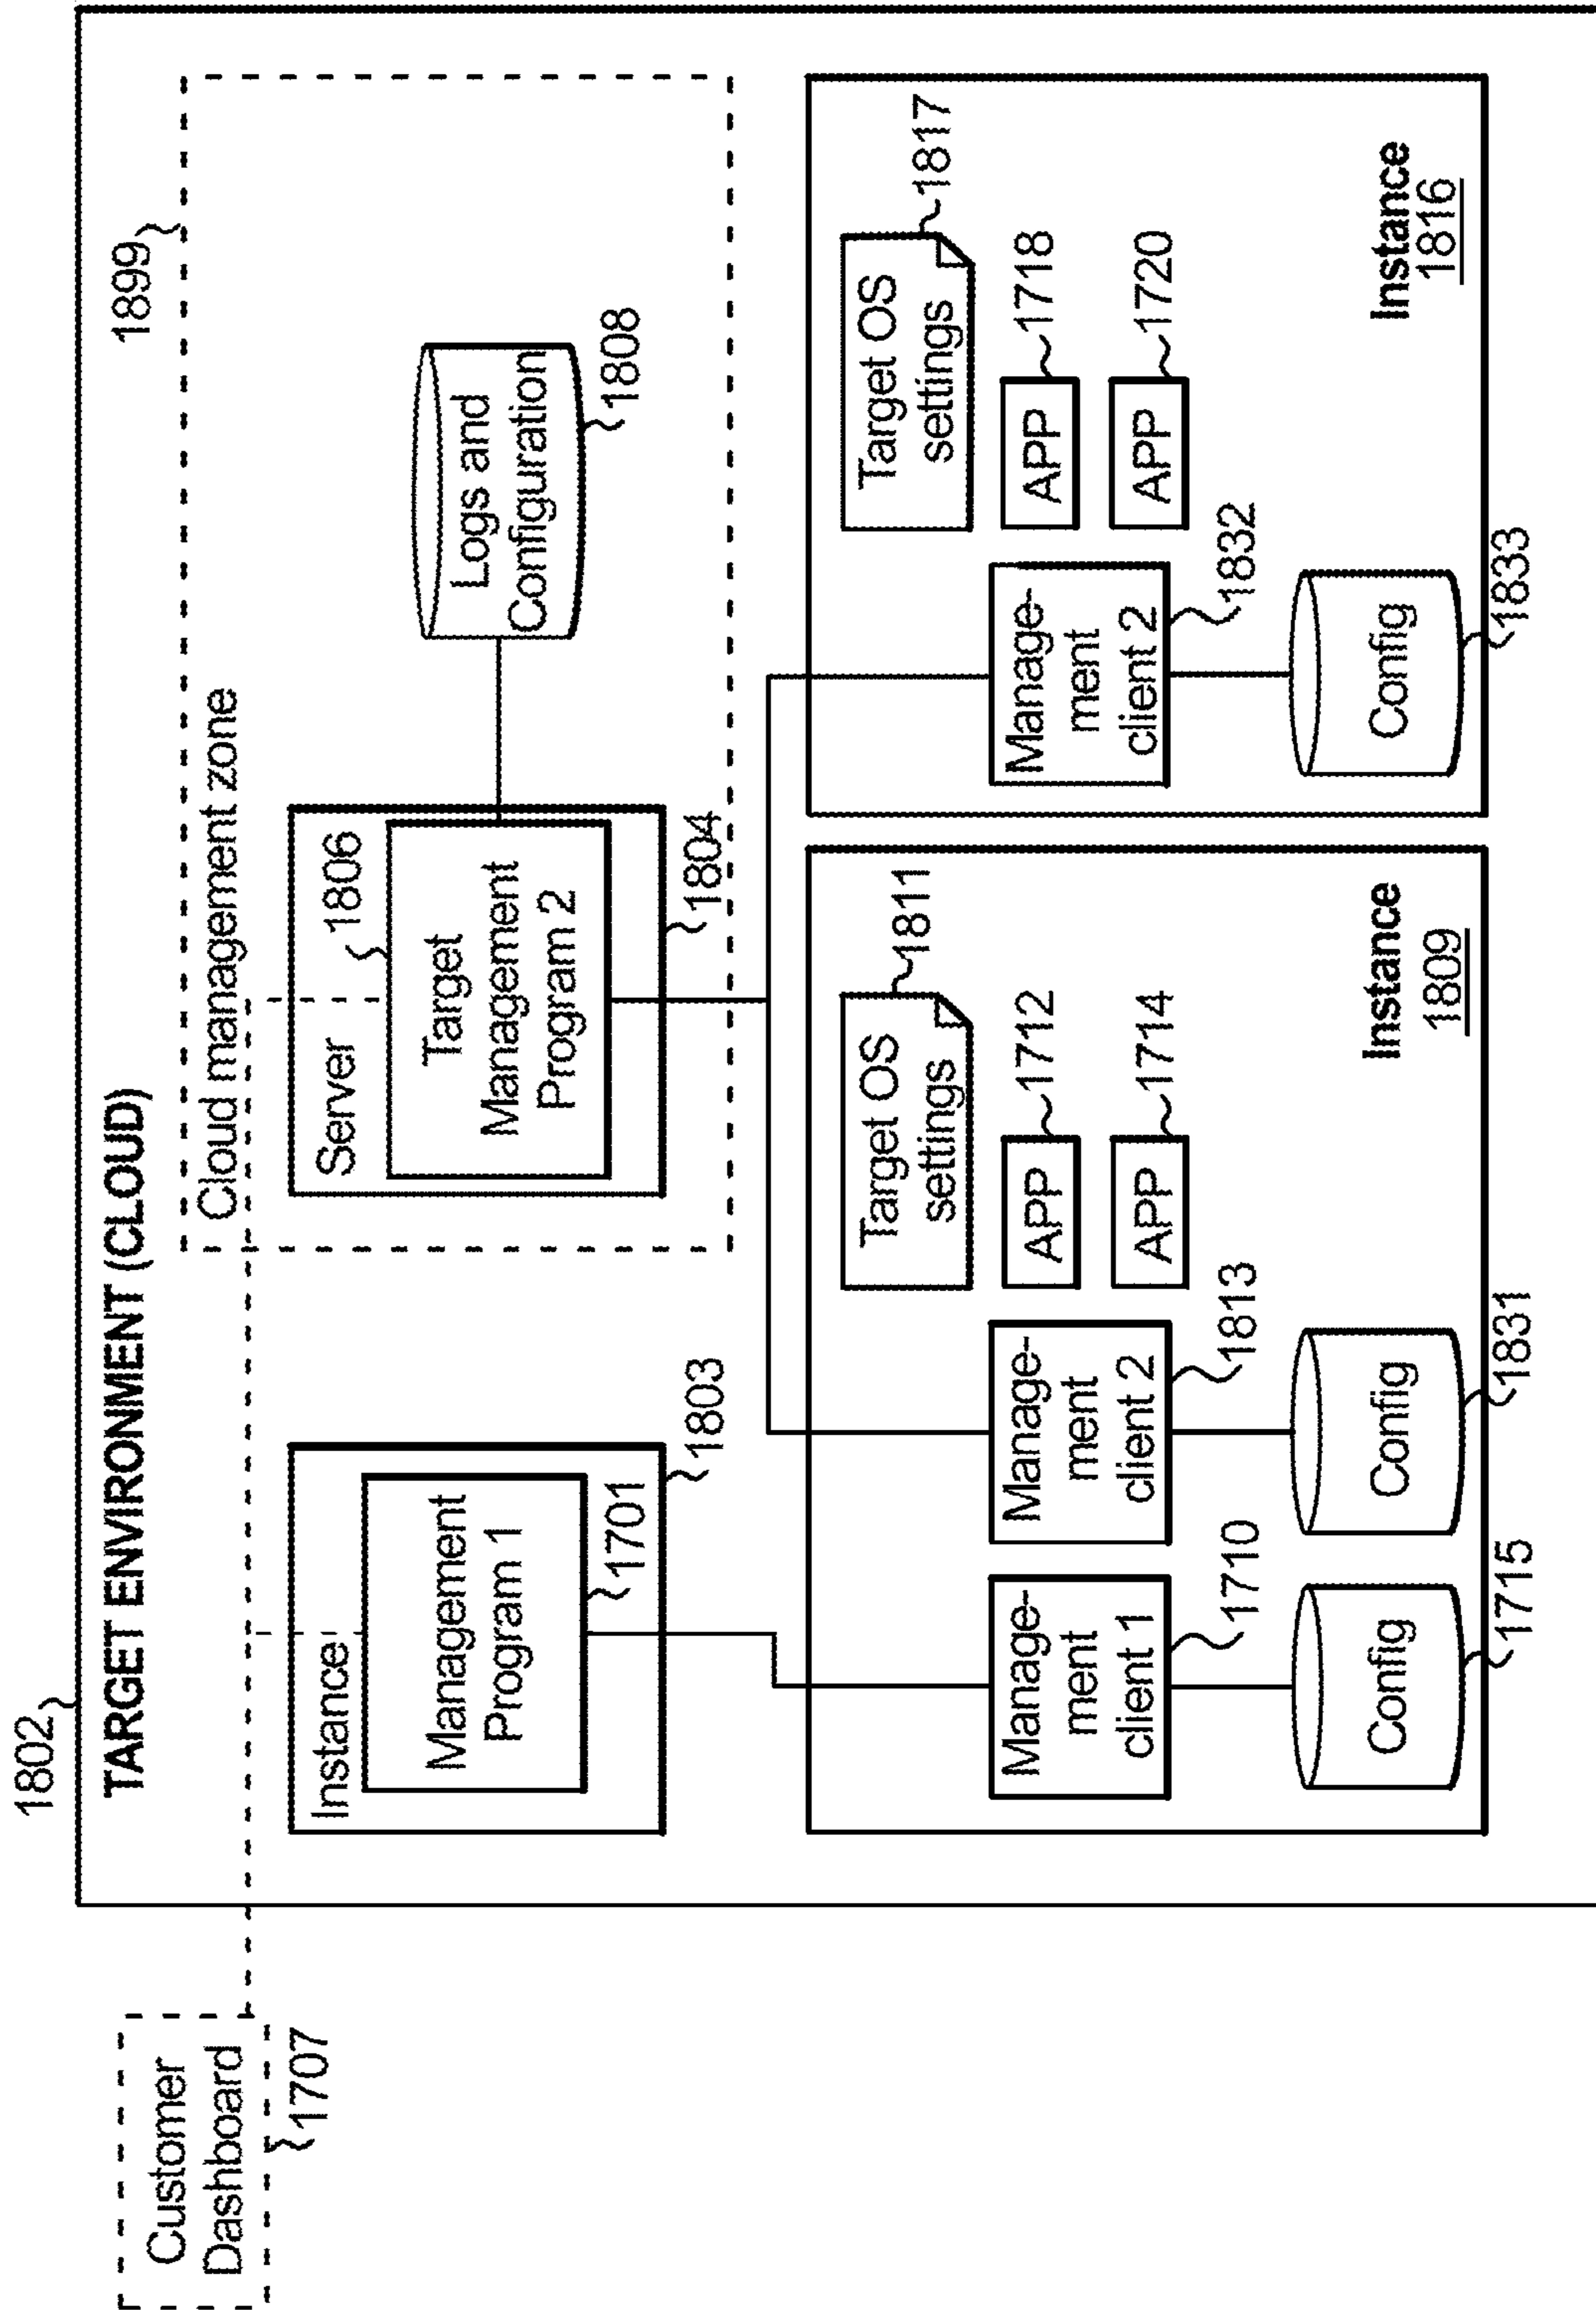 1802
TARGET ENVIRONMENT (CLOUD)
1899
Customer
Dashboard
1707
Cloud management zone
Instance
Management
Program 1
1701
1803
Server
1806
Target
Management
Program 2
1804
Logs and
Configuration
1808
Manage-
ment
client 1
1710
Config
1715
Manage-
ment
client 2
1813
Config
1831
Target OS
settings
1811
APP
1712
APP
1714
Instance
1809
Manage-
ment
client 2
1832
Config
1833
Target OS
settings
1817
APP
1718
APP
1720
Instance
1816